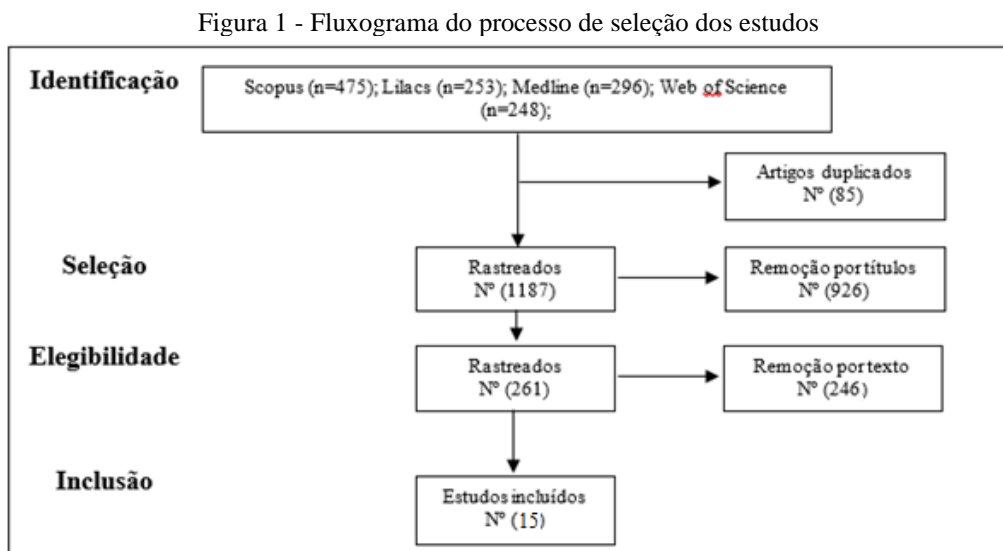 Figura 1 - Fluxograma do processo de seleção dos estudos
Identificação
Scopus (n=475); Lilacs (n=253); Medline (n=296); Web of Science
(n=248);
Artigos duplicados
Nº (85)
Seleção
Rastreados
Nº (1187)
Remoção por títulos
Nº (926)
Elegibilidade
Rastreados
Nº (261)
Remoção por texto
Nº (246)
Inclusão
Estudos incluídos
Nº (15)